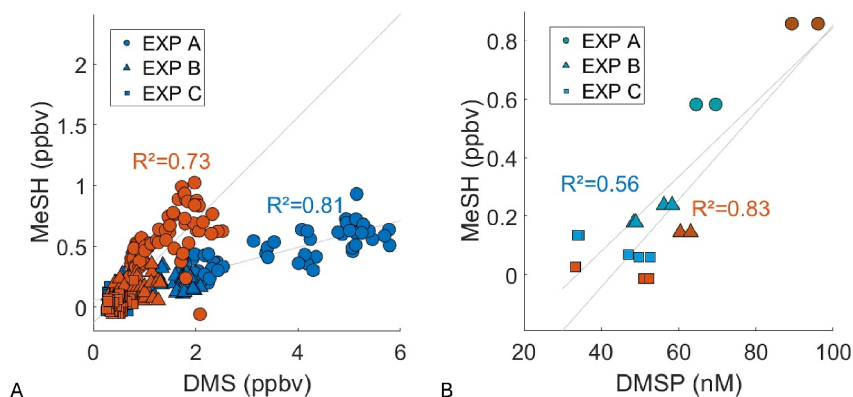 EXP A
EXP B
EXP C
R²=0.73
R²=0.81
MeSH (ppbv)
2
1.5
1
0.5
0
0
2
4
6
DMS (ppbv)
A
EXP A
EXP B
EXP C
R²=0.56
R²=0.83
MeSH (ppbv)
0.8
0.6
0.4
0.2
0
20
40
60
80
100
DMSP (nM)
B